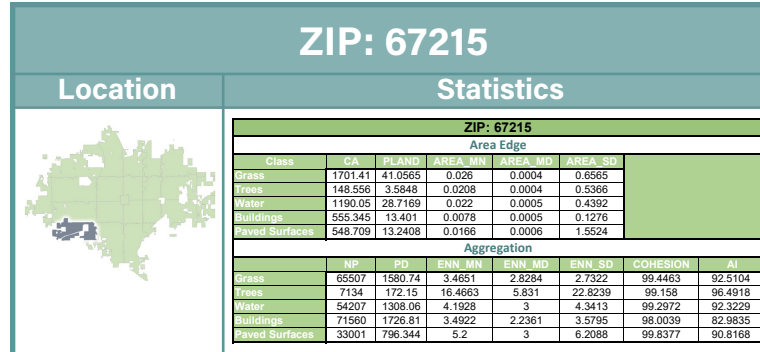 ZIP: 67215
Location Statistics
ZIP: 67215
Area Edge
Class CA PLAND AREA_MN AREA_MD AREA_SD
Grass 1701.41 41.0565 0.026 0.0004 0.6565
Trees 148.556 3.5848 0.0208 0.0004 0.5366
Water 1190.05 28.7169 0.022 0.0005 0.4392
Buildings 555.345 13.401 0.0078 0.0005 0.1276
Paved Surfaces 548.709 13.2408 0.0166 0.0006 1.5524
Aggregation
NP PD ENN_MN ENN_MD ENN_SD COHESION AI
Grass 65507 1580.74 3.4651 2.8284 2.7322 99.4463 92.5104
Trees 7134 172.15 16.4663 5.831 22.8239 99.158 96.4918
Water 54207 1308.06 4.1928 3 4.3413 99.2972 92.3229
Buildings 71560 1726.81 3.4922 2.2361 3.5795 98.0039 82.9835
Paved Surfaces 33001 796.344 5.2 3 6.2088 99.8377 90.8168